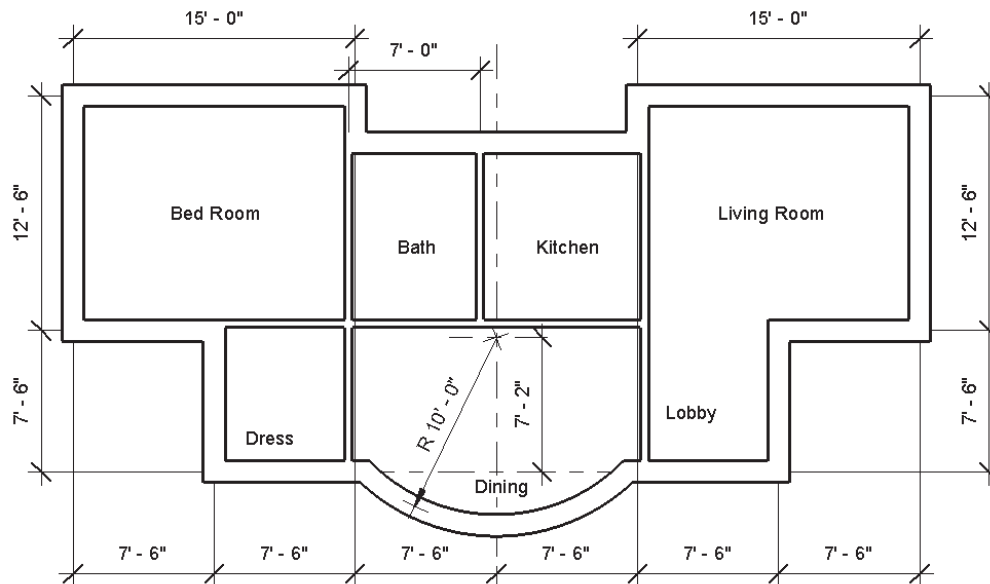 15' - 0"
15' - 0"
7' - 0"
12' - 6"
12' - 6"
Bed Room
Living Room
Bath
Kitchen
7' - 6"
R 10' - 0"
7' - 2"
7' - 6"
Lobby
Dress
Dining
7' - 6"
7' - 6"
7' - 6"
7' - 6"
7' - 6"
7' - 6"